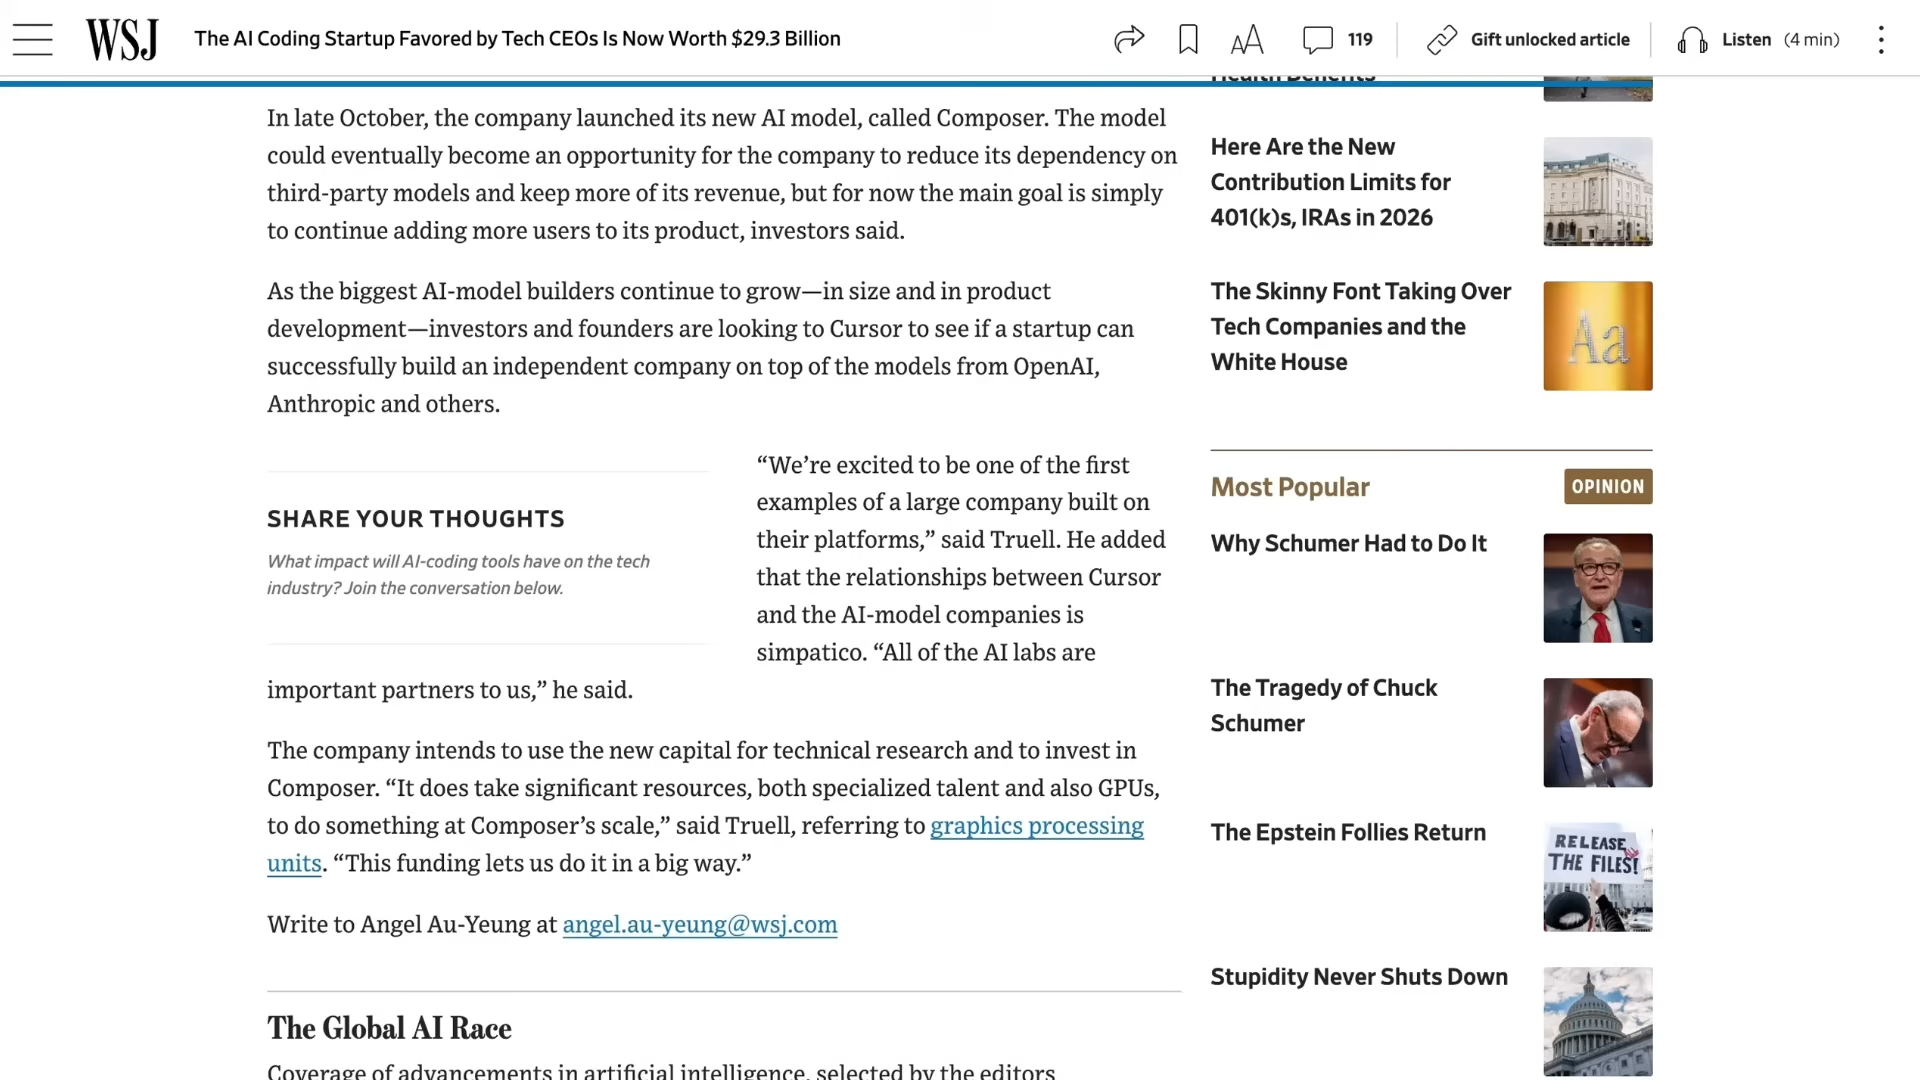 WSJ
The AI Coding Startup Favored by Tech CEOs Is Now Worth $29.3 Billion
119
Gift unlocked article
Listen (4 min)
In late October, the company launched its new AI model, called Composer. The model
could eventually become an opportunity for the company to reduce its dependency on
third-party models and keep more of its revenue, but for now the main goal is simply
to continue adding more users to its product, investors said.
As the biggest AI-model builders continue to grow—in size and in product
development—investors and founders are looking to Cursor to see if a startup can
successfully build an independent company on top of the models from OpenAI,
Anthropic and others.
SHARE YOUR THOUGHTS
What impact will AI-coding tools have on the tech
industry? Join the conversation below.
“We’re excited to be one of the first
examples of a large company built on
their platforms,” said Truell. He added
that the relationships between Cursor
and the AI-model companies is
simpatico. “All of the AI labs are
important partners to us,” he said.
The company intends to use the new capital for technical research and to invest in
Composer. “It does take significant resources, both specialized talent and also GPUs,
to do something at Composer’s scale,” said Truell, referring to graphics processing
units. “This funding lets us do it in a big way.”
Write to Angel Au-Yeung at angel.au-yeung@wsj.com
The Global AI Race
Coverage of advancements in artificial intelligence, selected by the editors
Health Benefits
Here Are the New
Contribution Limits for
401(k)s, IRAs in 2026
The Skinny Font Taking Over
Tech Companies and the
White House
Aa
Most Popular
OPINION
Why Schumer Had to Do It
The Tragedy of Chuck
Schumer
The Epstein Follies Return
RELEASE
THE FILES!
Stupidity Never Shuts Down